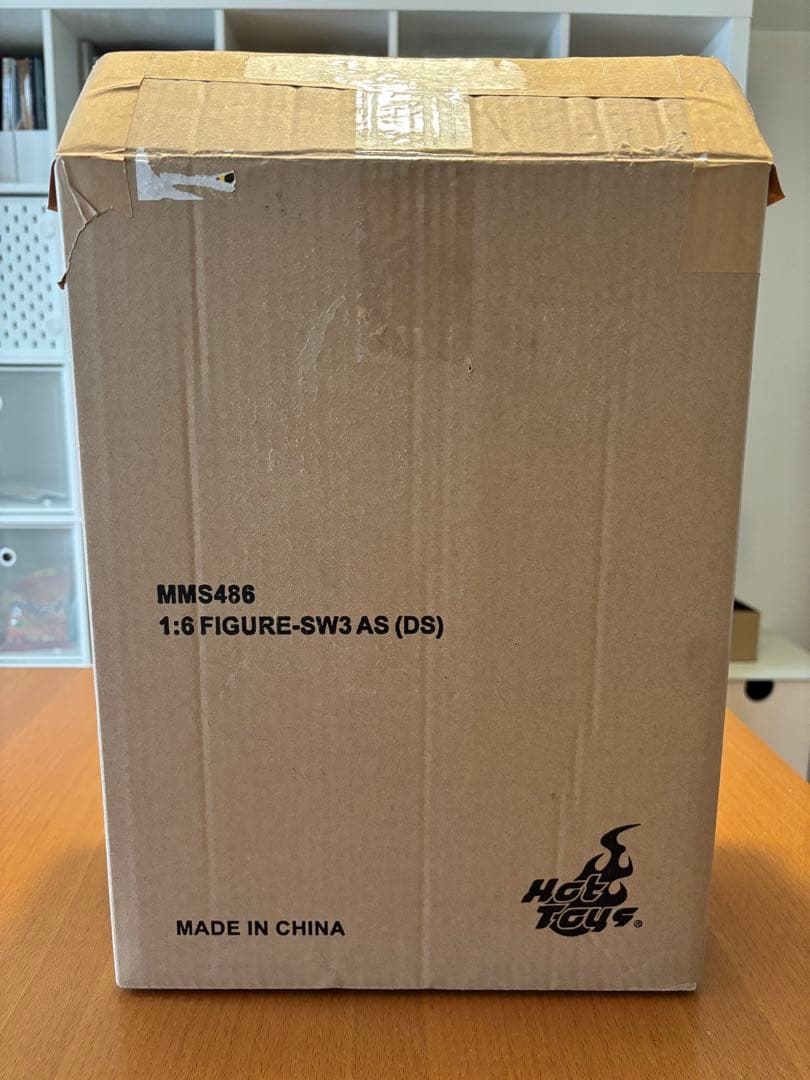 MMS486
1:6 FIGURE-SW3 AS (DS)
Hot
Toys®
MADE IN CHINA